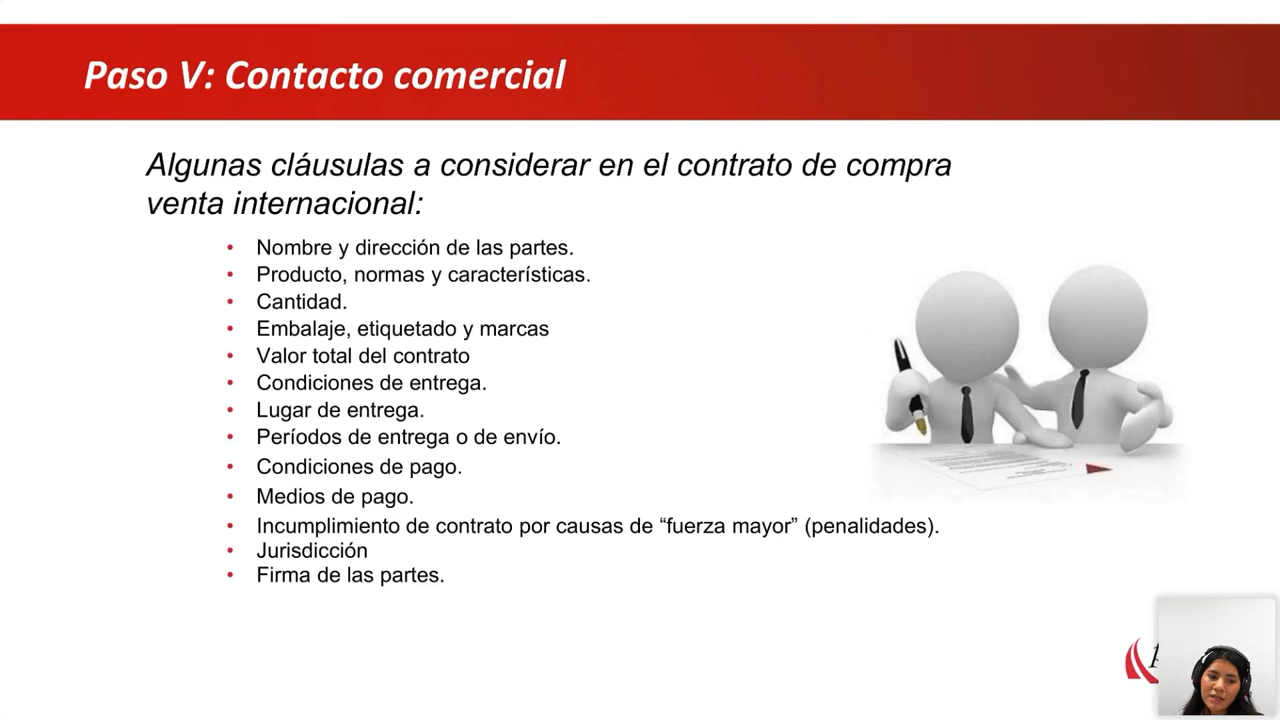 Paso V: Contacto comercial
Algunas cláusulas a considerar en el contrato de compra
venta internacional:
• Nombre y dirección de las partes.
• Producto, normas y características.
• Cantidad.
• Embalaje, etiquetado y marcas
• Valor total del contrato
• Condiciones de entrega.
• Lugar de entrega.
• Períodos de entrega o de envío.
• Condiciones de pago.
• Medios de pago.
• Incumplimiento de contrato por causas de “fuerza mayor” (penalidades).
• Jurisdicción
• Firma de las partes.